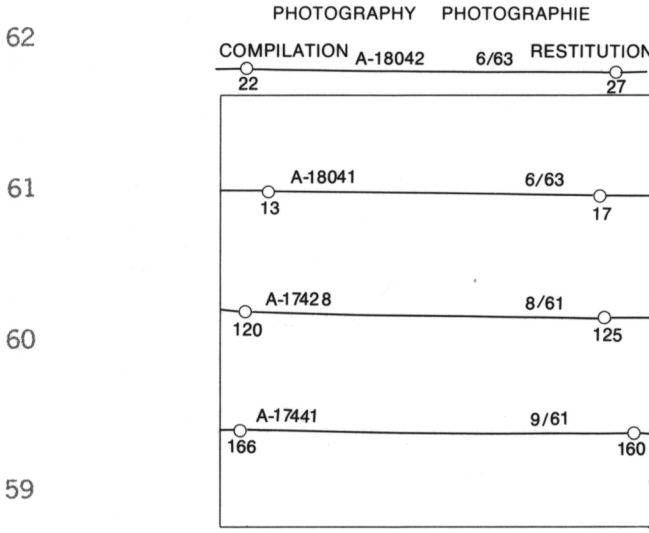 PHOTOGRAPHY PHOTOGRAPHIE
62
COMPILATION A-18042 6/63 RESTITUTION
22 27
61
A-18041 6/63
13 17
A-17428 8/61
120 125
60
A-17441 9/61
166 160
59